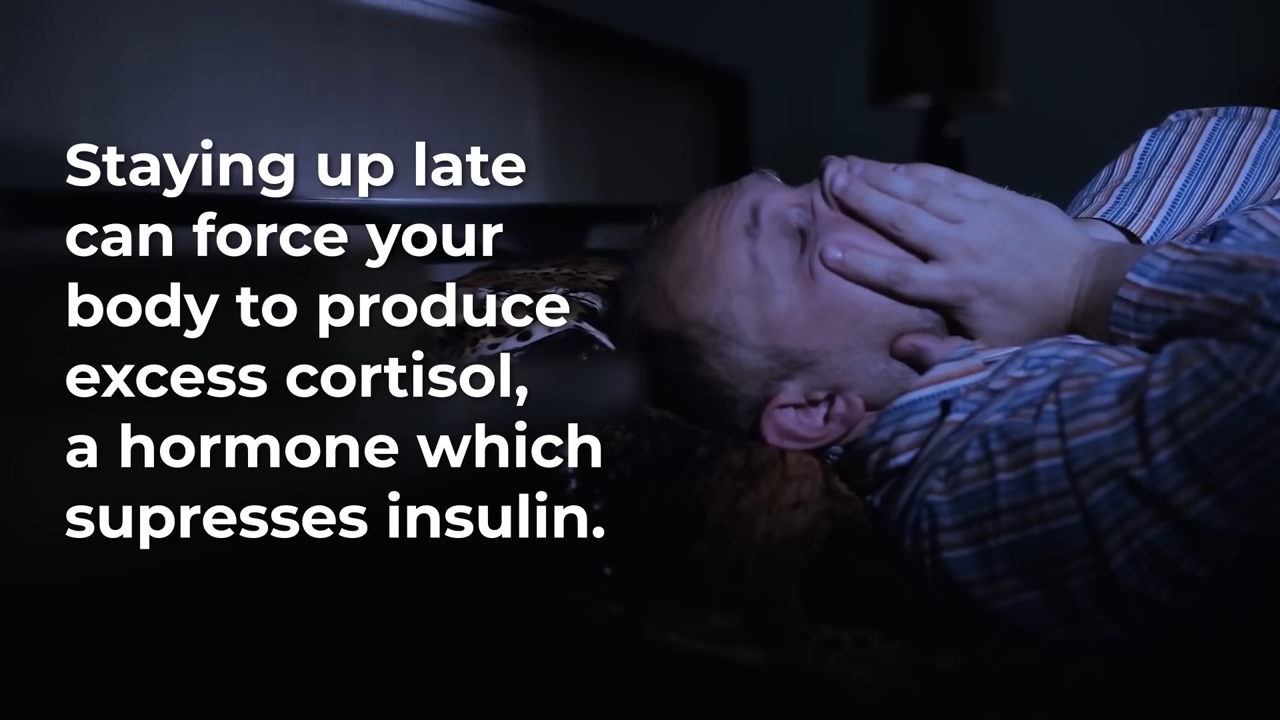 Staying up late
can force your
body to produce
excess cortisol,
a hormone which
supresses insulin.